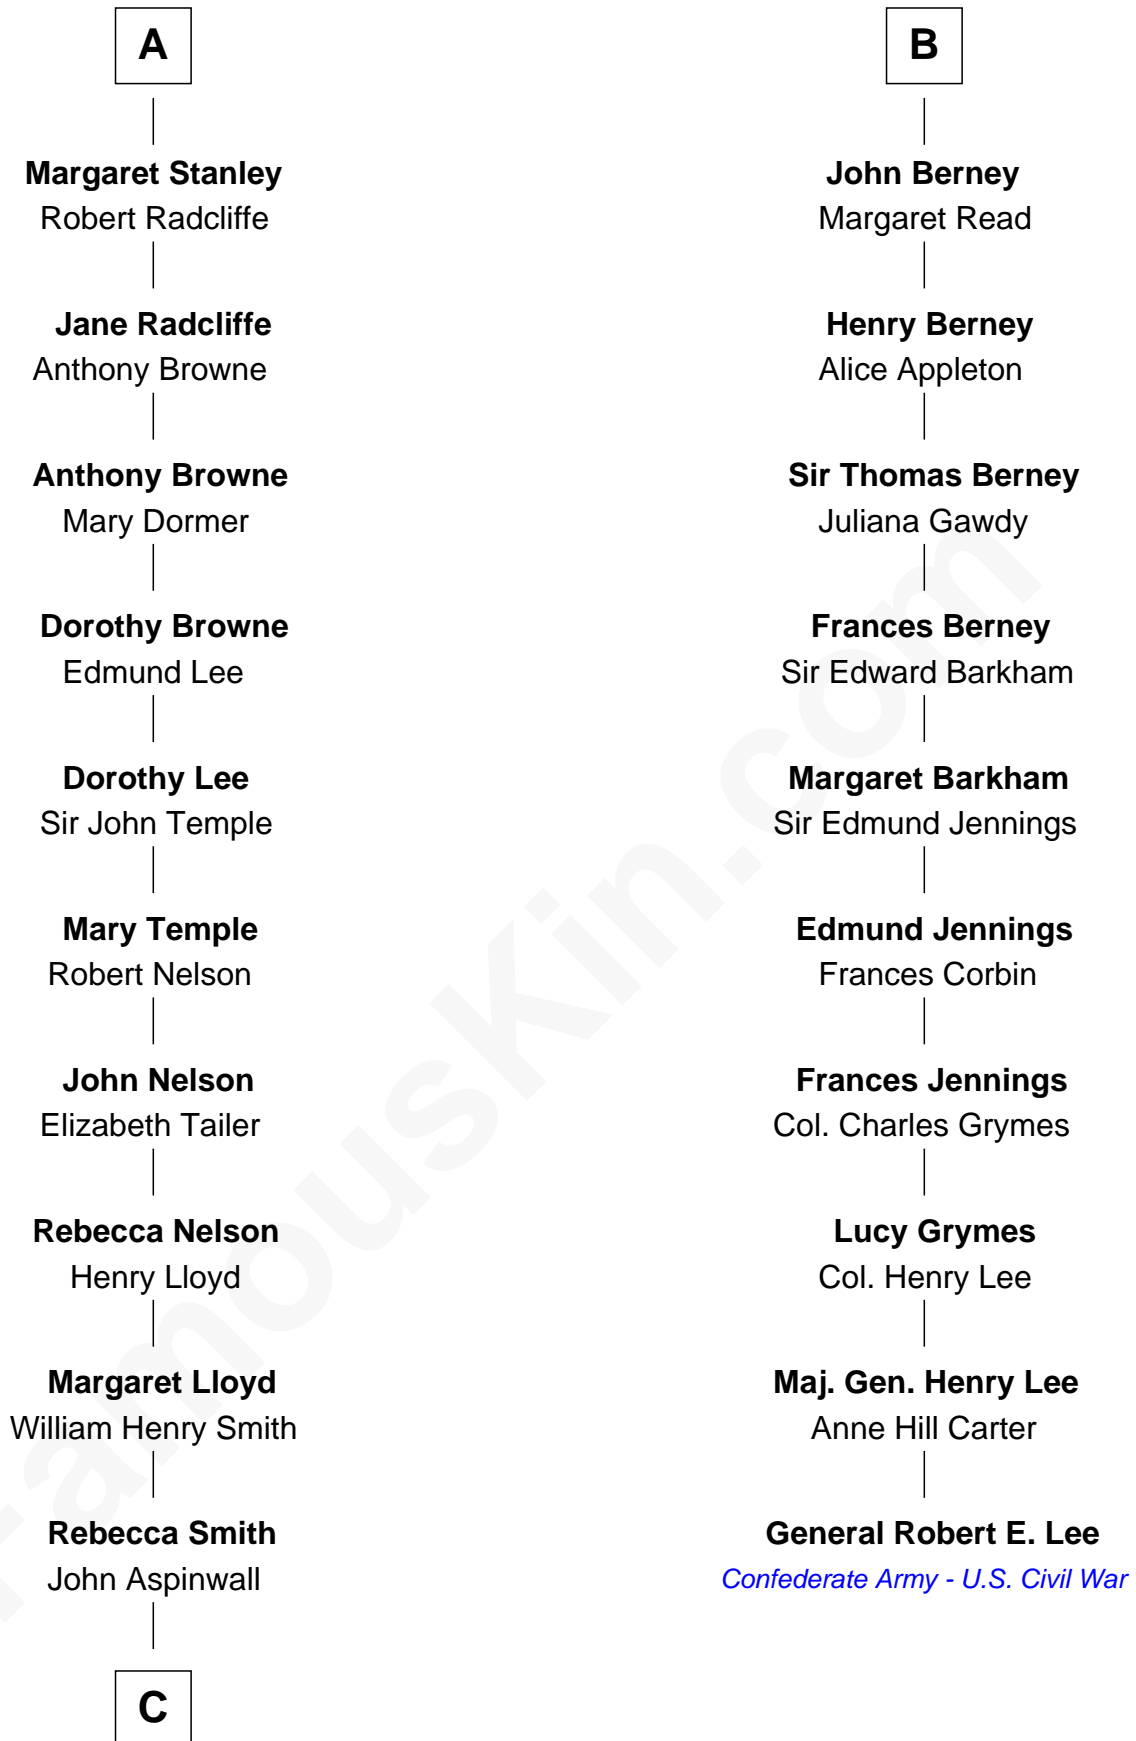 A
Margaret Stanley
Robert Radcliffe
Jane Radcliffe
Anthony Browne
Anthony Browne
Mary Dormer
Dorothy Browne
Edmund Lee
Dorothy Lee
Sir John Temple
Mary Temple
Robert Nelson
John Nelson
Elizabeth Tailer
Rebecca Nelson
Henry Lloyd
Margaret Lloyd
William Henry Smith
Rebecca Smith
John Aspinwall
C
B
John Berney
Margaret Read
Henry Berney
Alice Appleton
Sir Thomas Berney
Juliana Gawdy
Frances Berney
Sir Edward Barkham
Margaret Barkham
Sir Edmund Jennings
Edmund Jennings
Frances Corbin
Frances Jennings
Col. Charles Grymes
Lucy Grymes
Col. Henry Lee
Maj. Gen. Henry Lee
Anne Hill Carter
General Robert E. Lee
Confederate Army - U.S. Civil War
FamousKin.com